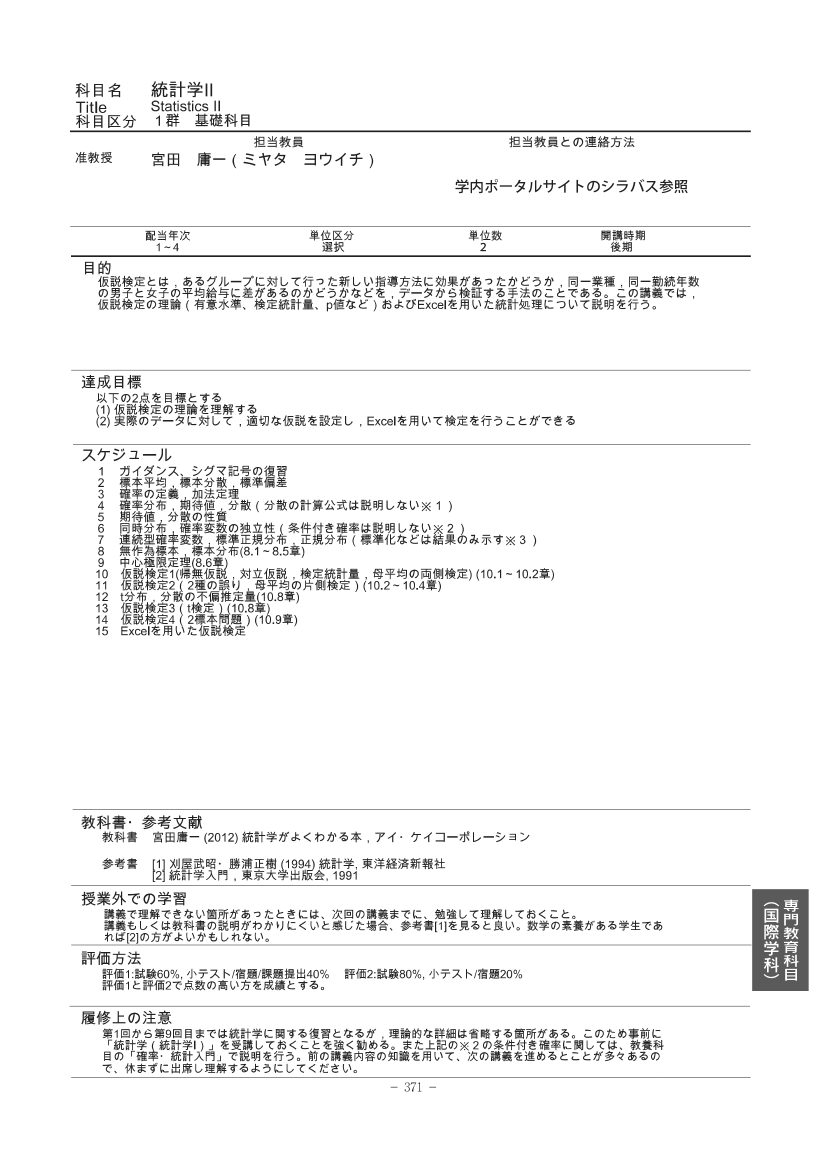 科目名 統計学II
Title Statistics II
科目区分 1群 基礎科目
担当教員 担当教員との連絡方法
准教授 宮田 庸一（ミヤタ ヨウイチ）
学内ポータルサイトのシラバス参照
配当年次 単位区分 単位数 開講時期
1～4 選択 2 後期
目的
仮説検定とは，あるグループに対して行った新しい指導方法に効果があったかどうか，同一業種，同一勤続年数
の男子と女子の平均給与に差があるのかどうかなどを，データから検証する手法のことである。この講義では，
仮説検定の理論（有意水準、検定統計量、p値など）およびExcelを用いた統計処理について説明を行う。
達成目標
以下の2点を目標とする
(1) 仮説検定の理論を理解する
(2) 実際のデータに対して，適切な仮説を設定し，Excelを用いて検定を行うことができる
スケジュール
1 ガイダンス、シグマ記号の復習
2 標本平均，標本分散，標準偏差
3 確率の定義，加法定理
4 確率分布，期待値，分散（分散の計算公式は説明しない※１）
5 期待値，分散の性質
6 同時分布，確率変数の独立性（条件付き確率は説明しない※２）
7 連続型確率変数，標準正規分布，正規分布（標準化などは結果のみ示す※３）
8 無作為標本，標本分布(8.1～8.5章)
9 中心極限定理(8.6章)
10 仮説検定1(帰無仮説，対立仮説，検定統計量，母平均の両側検定) (10.1～10.2章)
11 仮説検定2（2種の誤り，母平均の片側検定）(10.2～10.4章)
12 t分布，分散の不偏推定量(10.8章)
13 仮説検定3（t検定）(10.8章)
14 仮説検定4（2標本問題）(10.9章)
15 Excelを用いた仮説検定
教科書・参考文献
教科書 宮田庸一 (2012) 統計学がよくわかる本，アイ・ケイコーポレーション
参考書 [1] 刈屋武昭・勝浦正樹 (1994) 統計学, 東洋経済新報社
[2] 統計学入門，東京大学出版会, 1991
授業外での学習
講義で理解できない箇所があったときには、次回の講義までに、勉強して理解しておくこと。
講義もしくは教科書の説明がわかりにくいと感じた場合、参考書[1]を見ると良い。数学の素養がある学生であ
れば[2]の方がよいかもしれない。
評価方法
評価1:試験60%, 小テスト/宿題/課題提出40% 評価2:試験80%, 小テスト/宿題20%
評価1と評価2で点数の高い方を成績とする。
履修上の注意
第1回から第9回目までは統計学に関する復習となるが，理論的な詳細は省略する箇所がある。このため事前に
「統計学（統計学I）」を受講しておくことを強く勧める。また上記の※２の条件付き確率に関しては、教養科
目の「確率・統計入門」で説明を行う。前の講義内容の知識を用いて、次の講義を進めるとことが多々あるの
で、休まずに出席し理解するようにしてください。
専門教育科目
（国際学科）
－ 371 －